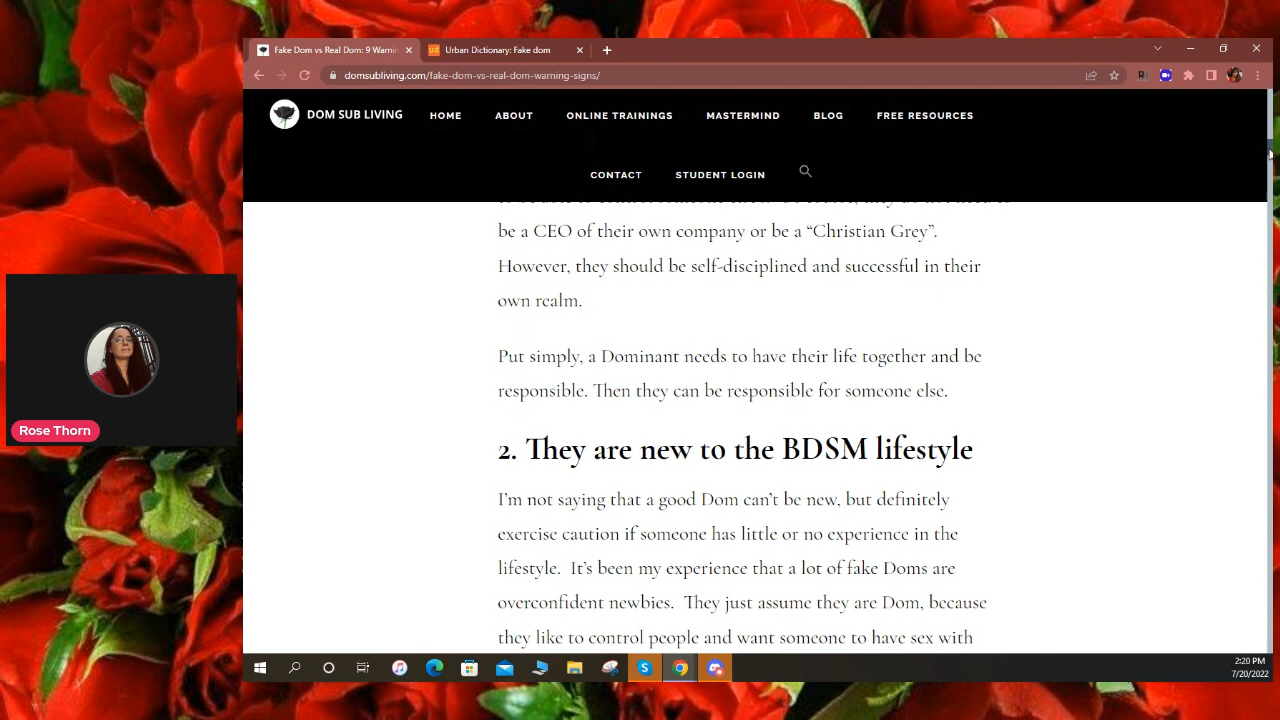 Fake Dom vs Real Dom: 9 Warnin
Urban Dictionary: Fake dom
domsubliving.com/fake-dom-vs-real-dom-warning-signs/
DOM SUB LIVING
HOME
ABOUT
ONLINE TRAININGS
MASTERMIND
BLOG
FREE RESOURCES
CONTACT
STUDENT LOGIN
be a CEO of their own company or be a “Christian Grey”.
However, they should be self-disciplined and successful in their
own realm.
Put simply, a Dominant needs to have their life together and be
responsible. Then they can be responsible for someone else.
2. They are new to the BDSM lifestyle
I’m not saying that a good Dom can’t be new, but definitely
exercise caution if someone has little or no experience in the
lifestyle.  It’s been my experience that a lot of fake Doms are
overconfident newbies.  They just assume they are Dom, because
they like to control people and want someone to have sex with
Rose Thorn
2:20 PM
7/20/2022